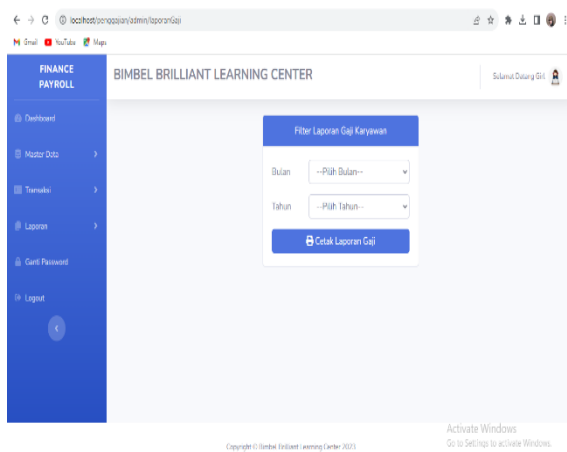 localhost/penggajian/admin/laporanGaji
Gmail YouTube Maps
FINANCE
PAYROLL
BIMBEL BRILLIANT LEARNING CENTER
Selamat Datang Giri
Dashboard
Master Data
Transaksi
Laporan
Ganti Password
Logout
Filter Laporan Gaji Karyawan
Bulan
--Pilih Bulan--
Tahun
--Pilih Tahun--
Cetak Laporan Gaji
Activate Windows
Go to Settings to activate Windows.
Copyright © Bimbel Brilliant Learning Center 2023